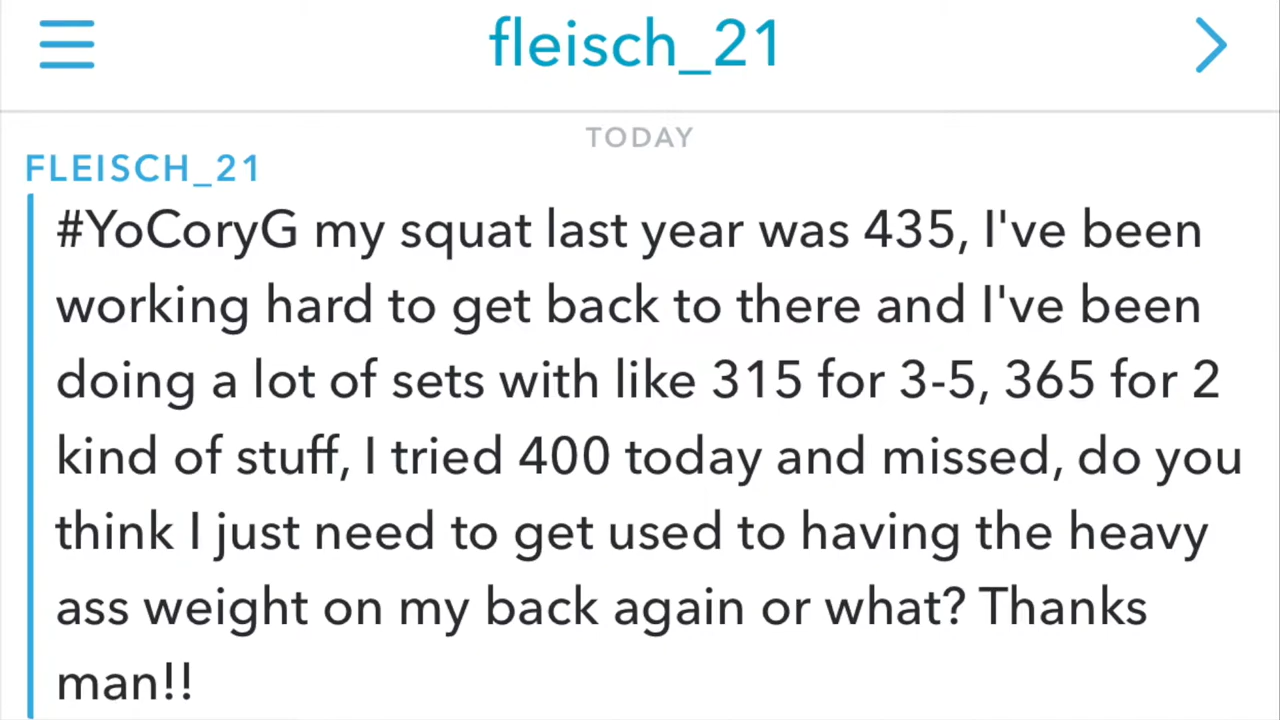 fleisch_21
TODAY
FLEISCH_21
#YoCoryG my squat last year was 435, I've been
working hard to get back to there and I've been
doing a lot of sets with like 315 for 3-5, 365 for 2
kind of stuff, I tried 400 today and missed, do you
think I just need to get used to having the heavy
ass weight on my back again or what? Thanks
man!!